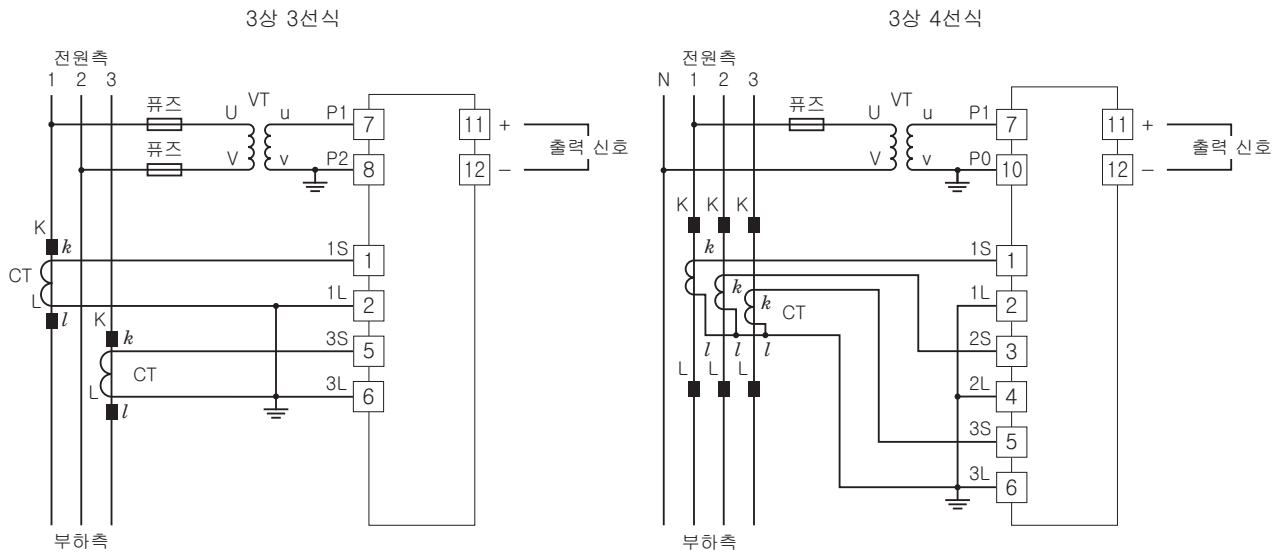 3상 3선식
전원측
1 2 3
퓨즈
퓨즈
U VT u P1
V v P2
7
8
11 +
12 −
출력 신호
K
k
CT
L
l
1S
1
1L
2
K
k
CT
L
l
3S
5
3L
6
부하측
3상 4선식
전원측
N 1 2 3
퓨즈
U VT u P1
V v P0
7
10
11 +
12 −
출력 신호
K K K
k
k
k
CT
l l l
L L L
1S
1
1L
2
2S
3
2L
4
3S
5
3L
6
부하측